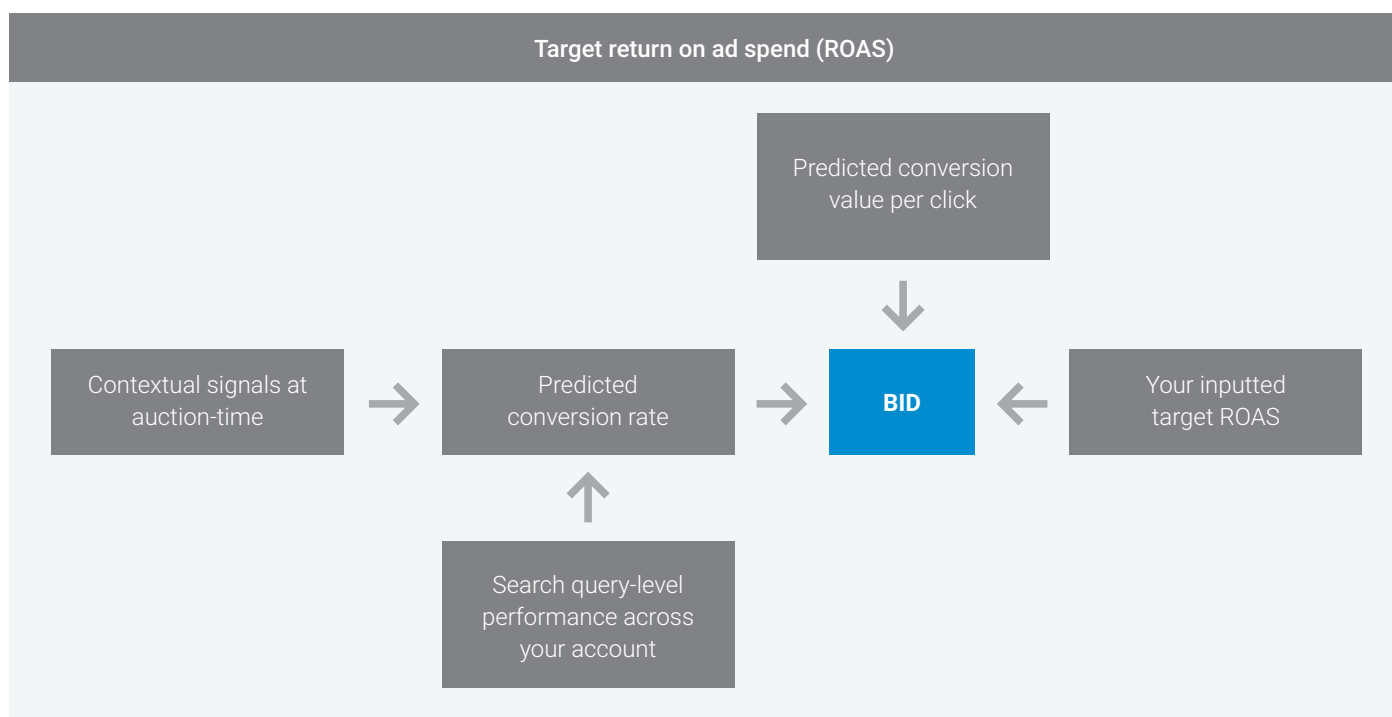 Target return on ad spend (ROAS)
Predicted conversion
value per click
Contextual signals at
auction-time
Predicted
conversion rate
BID
Your inputted
target ROAS
Search query-level
performance across
your account